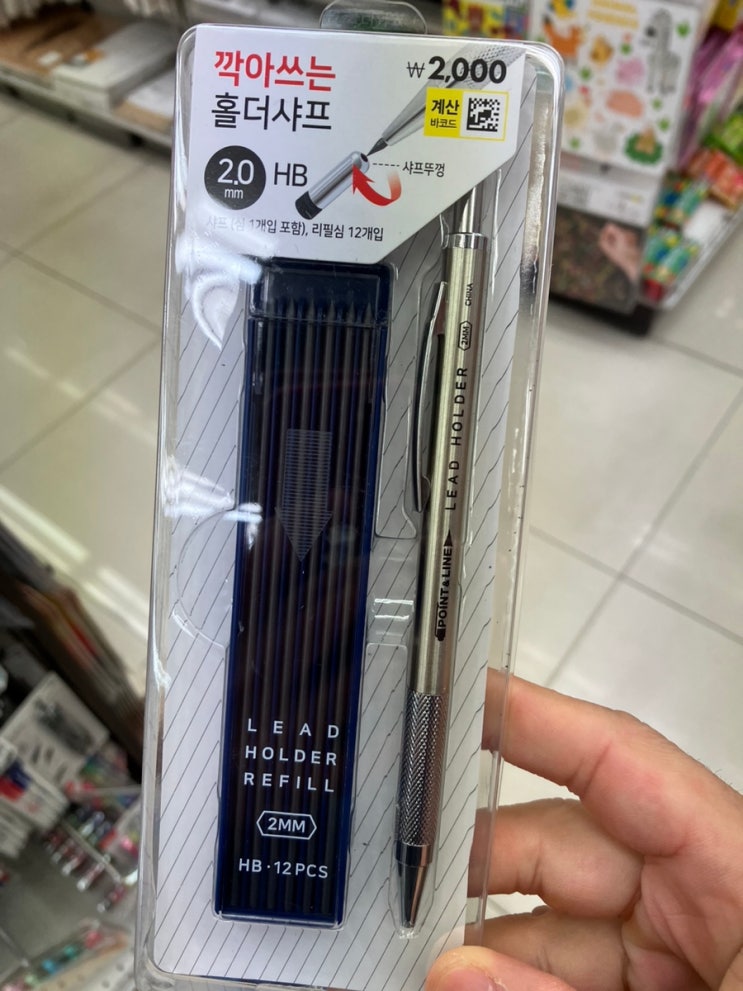 깎아쓰는
홀더샤프
₩2,000
계산
바코드
2.0
mm
HB
샤프뚜껑
샤프(심 1개입 포함), 리필심 12개입
LEAD
HOLDER
REFILL
2MM
HB·12PCS
POINT&LINE LEAD HOLDER 2MM CHINA